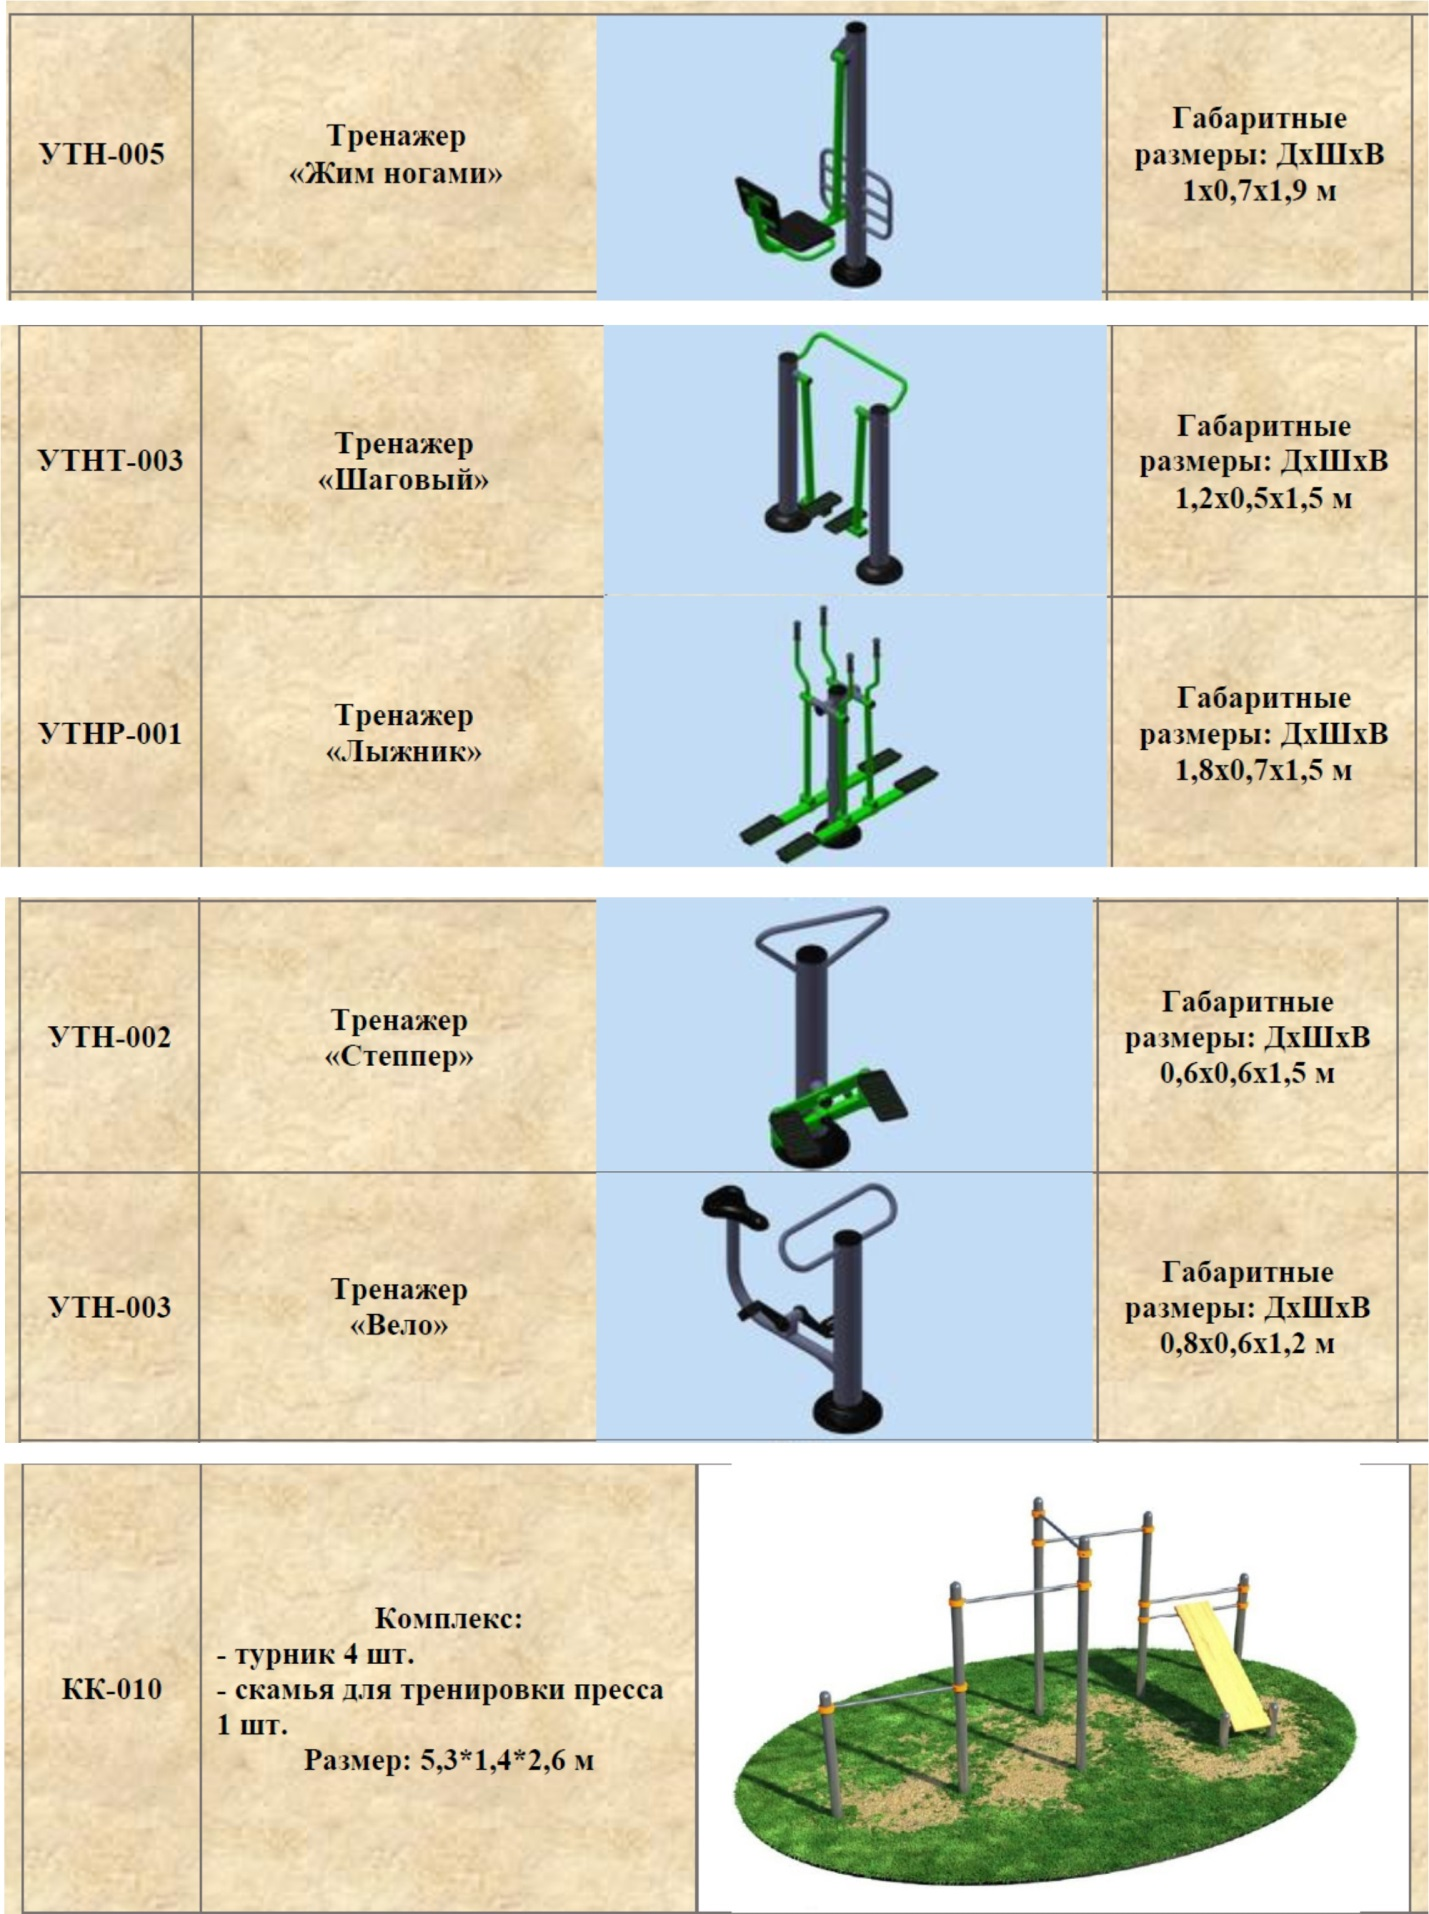 УТН-005
Тренажер
«Жим ногами»
Габаритные
размеры: ДхШхВ
1х0,7х1,9 м
УТНТ-003
Тренажер
«Шаговый»
Габаритные
размеры: ДхШхВ
1,2х0,5х1,5 м
УТНР-001
Тренажер
«Лыжник»
Габаритные
размеры: ДхШхВ
1,8х0,7х1,5 м
УТН-002
Тренажер
«Степпер»
Габаритные
размеры: ДхШхВ
0,6х0,6х1,5 м
УТН-003
Тренажер
«Вело»
Габаритные
размеры: ДхШхВ
0,8х0,6х1,2 м
КК-010
Комплекс:
- турник 4 шт.
- скамья для тренировки пресса
1 шт.
Размер: 5,3*1,4*2,6 м